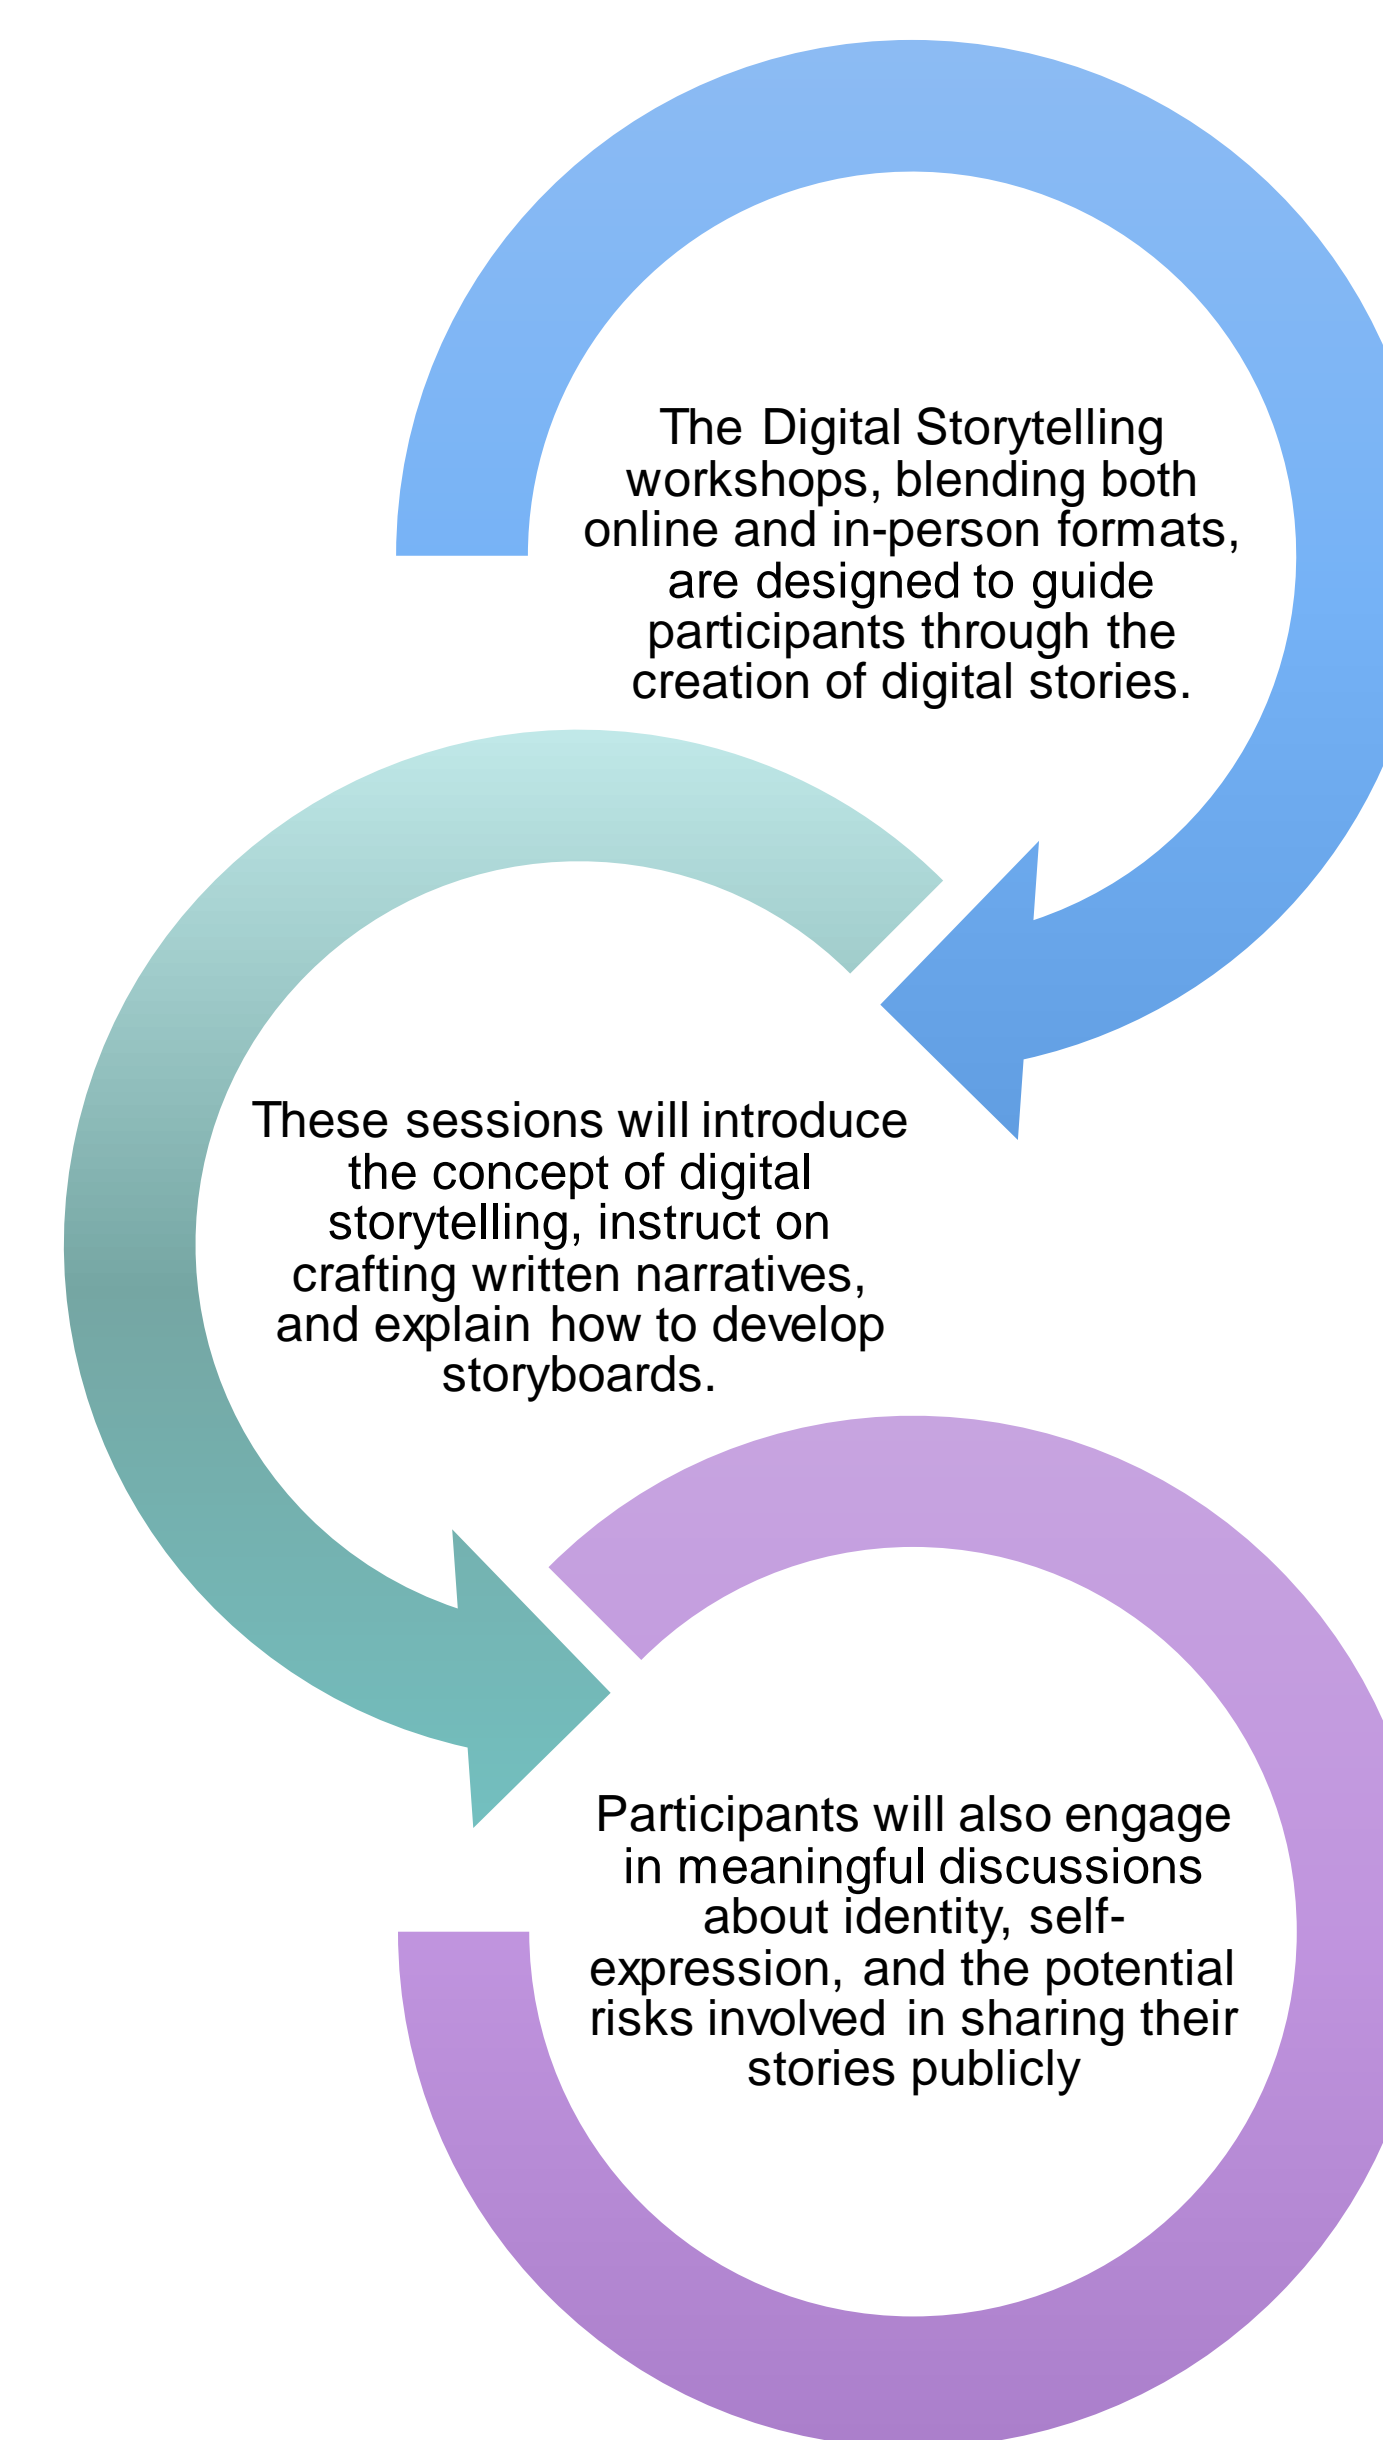 The Digital Storytelling
workshops, blending both
online and in-person formats,
are designed to guide
participants through the
creation of digital stories.
These sessions will introduce
the concept of digital
storytelling, instruct on
crafting written narratives,
and explain how to develop
storyboards.
Participants will also engage
in meaningful discussions
about identity, self-
expression, and the potential
risks involved in sharing their
stories publicly